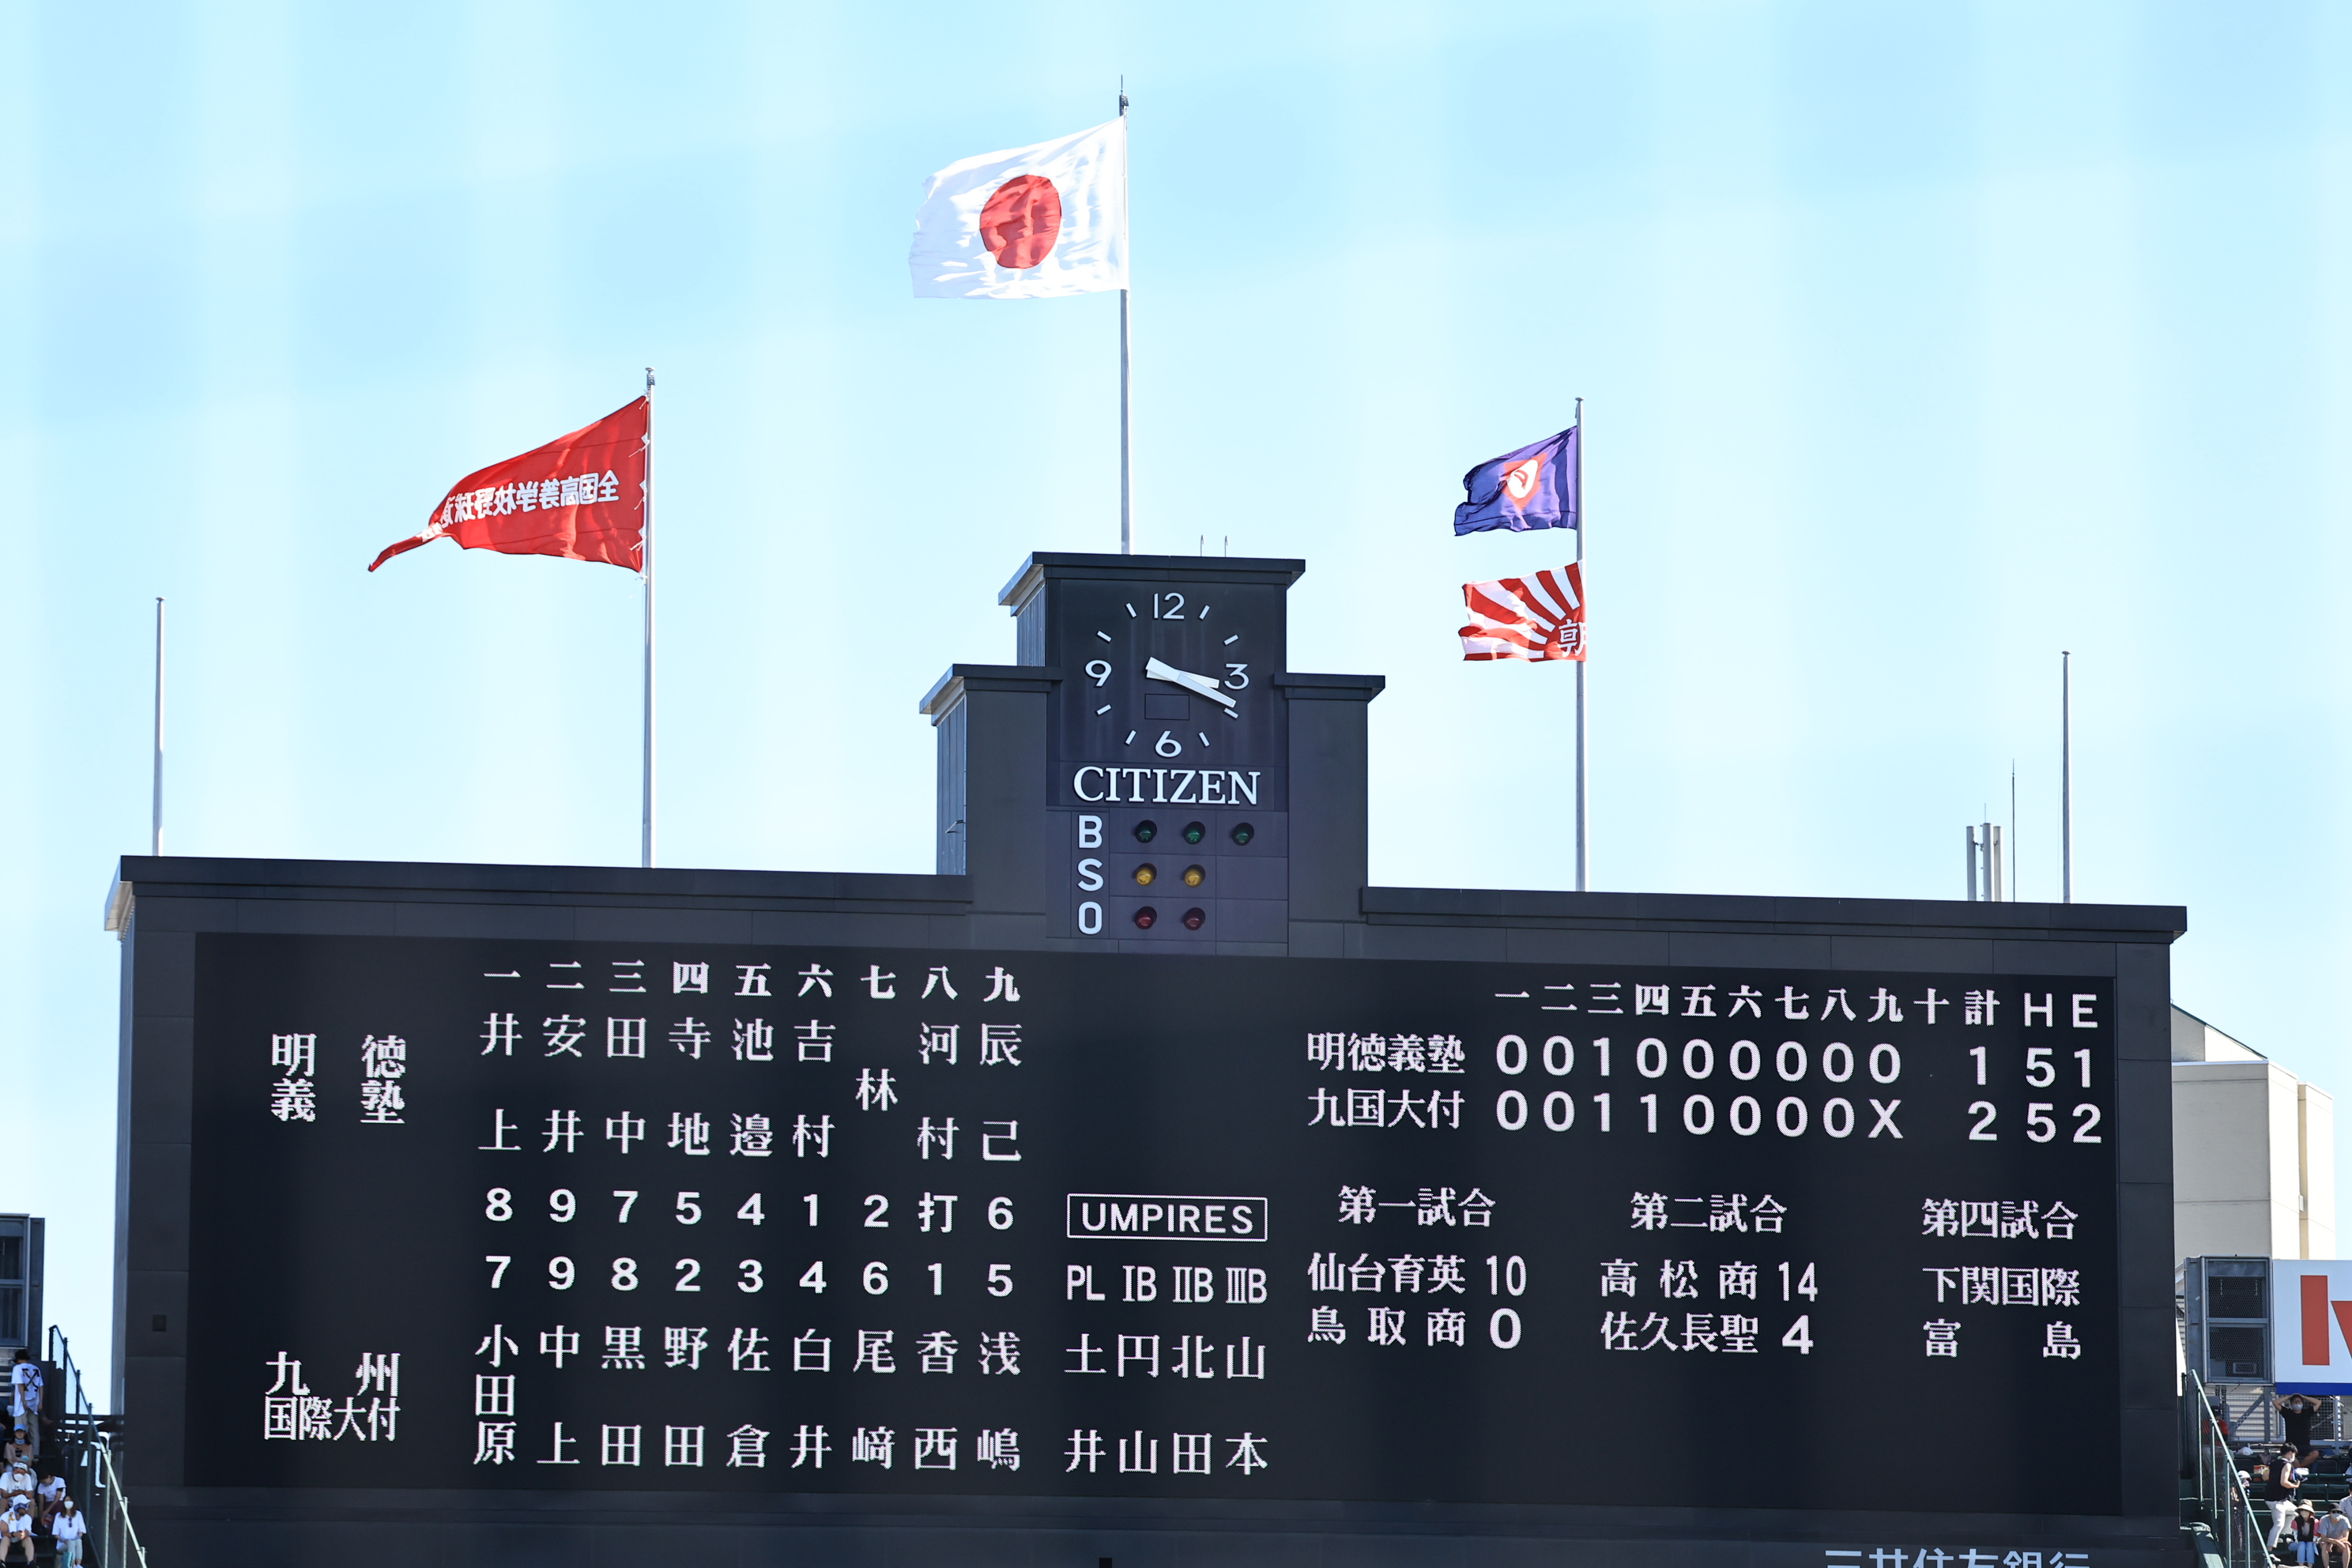 全国高等学校野球
朝
12
9 3
6
CITIZEN
B
S
O
一 二 三 四 五 六 七 八 九
明徳義塾
井上 安井 田中 寺地 池邉 吉村 林 河村 辰己
8 9 7 5 4 1 2 打 6
7 9 8 2 3 4 6 1 5
九州国際大付
小田原 中上 黒田 野田 佐倉 白井 尾﨑 香西 浅嶋
UMPIRES
PL ⅠB ⅡB ⅢB
土井 円山 北田 山本
一 二 三 四 五 六 七 八 九 十 計 H E
明徳義塾 0 0 1 0 0 0 0 0 0 1 5 1
九国大付 0 0 1 1 0 0 0 0 X 2 5 2
第一試合 第二試合 第四試合
仙台育英 10 高松商 14 下関国際
鳥取商 0 佐久長聖 4 富島
三井住友銀行